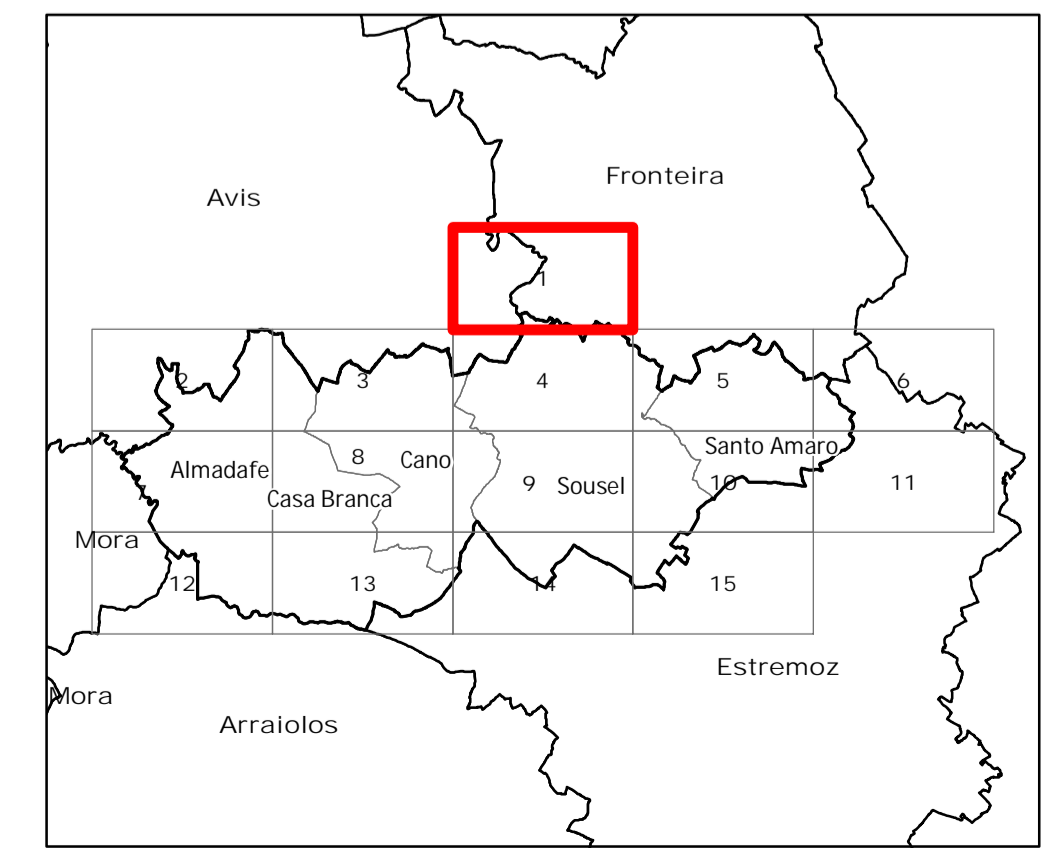 Fronteira
Avis
1
2
3
4
5
6
Santo Amaro
8
Cano
Almadafe
9
Sousel
10
11
7
Casa Branca
Mora
12
13
14
15
Estremoz
Mora
Arraiolos